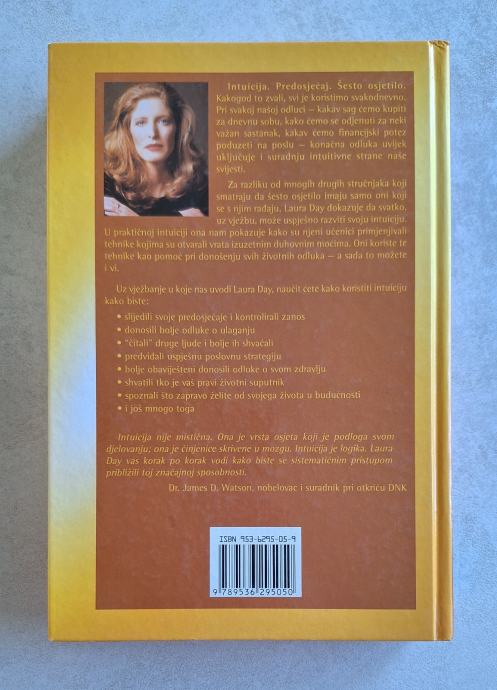 Intuicija. Predosjećaj. Šesto osjetilo.
Kakogod to zvali, svi je koristimo svakodnevno.
Pri svakoj našoj odluci – kakav sag ćemo kupiti
za dnevnu sobu, kako ćemo se odjenuti za neki
važan sastanak, kakav ćemo financijski potez
poduzeti na poslu – konačna odluka uvijek
uključuje i suradnju intuitivne strane naše
svijesti.
Za razliku od mnogih drugih stručnjaka koji
smatraju da šesto osjetilo imaju samo oni koji
se s njim rađaju, Laura Day dokazuje da svatko,
uz vježbu, može uspješno razviti svoju intuiciju.
U praktičnoj intuiciji ona nam pokazuje kako su njeni učenici primjenjivali
tehnike kojima su otvarali vrata izuzetnim duhovnim moćima. Oni koriste te
tehnike kao pomoć pri donošenju svih životnih odluka – a sada to možete
i vi.
Uz vježbanje u koje nas uvodi Laura Day, naučit ćete kako koristiti intuiciju
kako biste:
• slijedili svoje predosjećaje i kontrolirali zanos
• donosili bolje odluke o ulaganju
• "čitali" druge ljude i bolje ih shvaćali
• predviđali uspješnu poslovnu strategiju
• bolje obaviješteni donosili odluke o svom zdravlju
• shvatili tko je vaš pravi životni suputnik
• spoznali što zapravo želite od svojega života u budućnosti
• i još mnogo toga
Intuicija nije mistična. Ona je vrsta osjeta koji je podloga svom
djelovanju; ona je činjenice skrivene u mozgu. Intuicija je logika. Laura
Day vas korak po korak vodi kako biste se sistematičnim pristupom
približili toj značajnoj sposobnosti.
Dr. James D. Watson, nobelovac i suradnik pri otkriću DNK
ISBN 953-6295-05-9
9 789536 295050